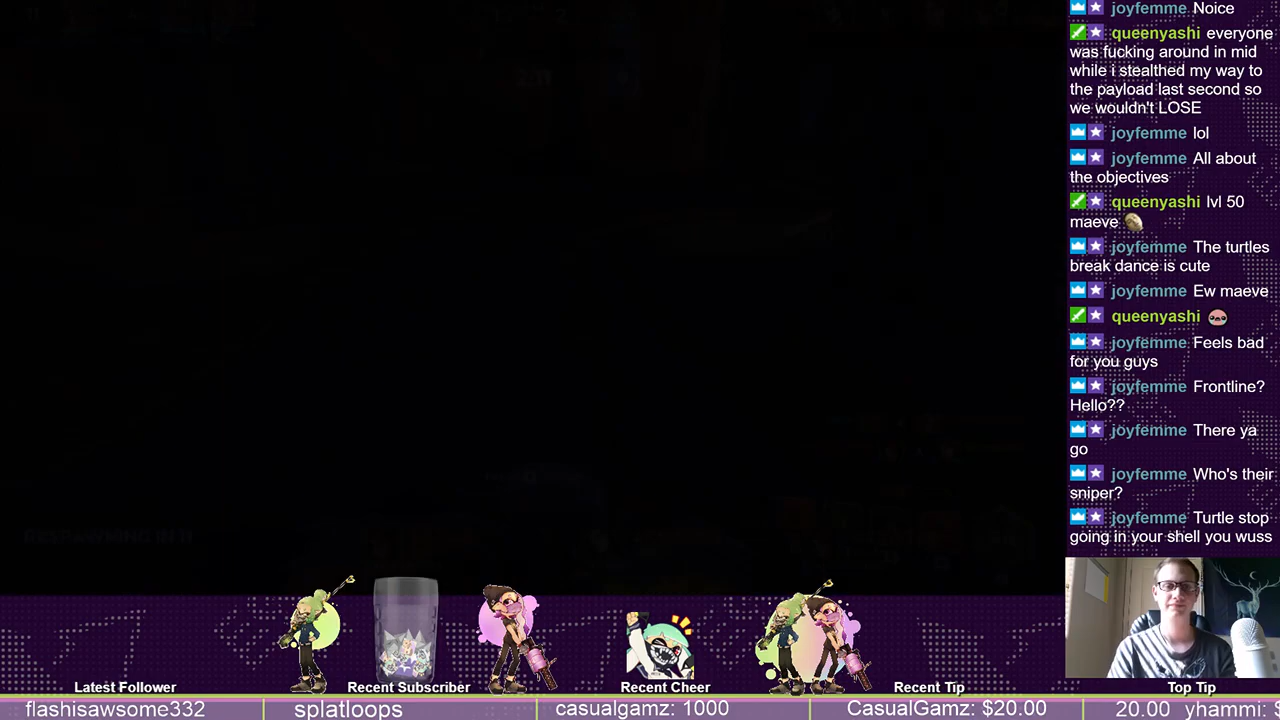 joyfemme Noice
queenyashi everyone
was fucking around in mid
while i stealthed my way to
the payload last second so
we wouldn't LOSE
joyfemme lol
joyfemme All about
the objectives
queenyashi lvl 50
maeve
joyfemme The turtles
break dance is cute
joyfemme Ew maeve
queenyashi
joyfemme Feels bad
for you guys
joyfemme Frontline?
Hello??
joyfemme There ya
go
joyfemme Who's their
sniper?
joyfemme Turtle stop
going in your shell you wuss
RESPAWNING IN 11
Latest Follower Recent Subscriber Recent Cheer Recent Tip Top Tip
flashisawsome332 splatloops casualgamz: 1000 CasualGamz: $20.00 20.00 yhammi: $